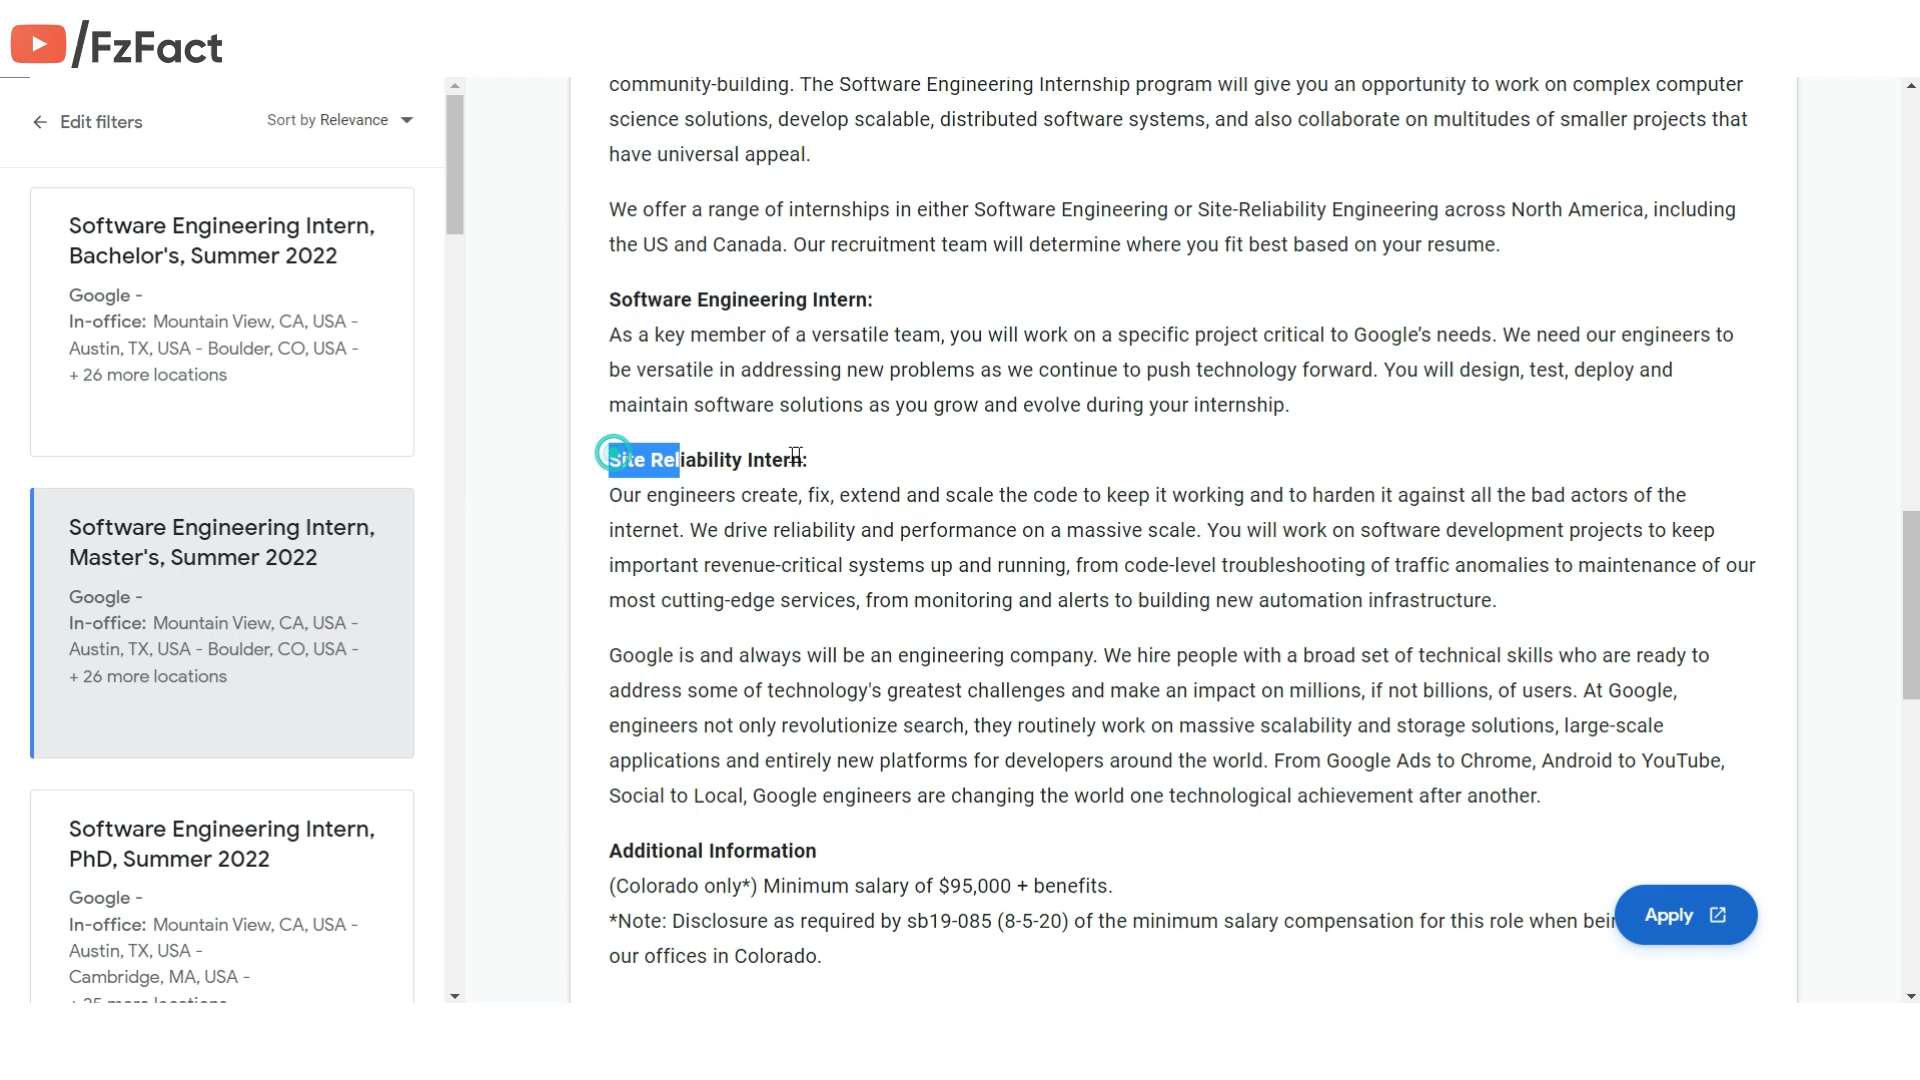 /FzFact
Edit filters
Sort by Relevance
Software Engineering Intern,
Bachelor's, Summer 2022
Google -
In-office: Mountain View, CA, USA -
Austin, TX, USA - Boulder, CO, USA -
+ 26 more locations
Software Engineering Intern,
Master's, Summer 2022
Google -
In-office: Mountain View, CA, USA -
Austin, TX, USA - Boulder, CO, USA -
+ 26 more locations
Software Engineering Intern,
PhD, Summer 2022
Google -
In-office: Mountain View, CA, USA -
Austin, TX, USA -
Cambridge, MA, USA -
+ 25 more locations
community-building. The Software Engineering Internship program will give you an opportunity to work on complex computer
science solutions, develop scalable, distributed software systems, and also collaborate on multitudes of smaller projects that
have universal appeal.
We offer a range of internships in either Software Engineering or Site-Reliability Engineering across North America, including
the US and Canada. Our recruitment team will determine where you fit best based on your resume.
Software Engineering Intern:
As a key member of a versatile team, you will work on a specific project critical to Google’s needs. We need our engineers to
be versatile in addressing new problems as we continue to push technology forward. You will design, test, deploy and
maintain software solutions as you grow and evolve during your internship.
Site Reliability Intern:
Our engineers create, fix, extend and scale the code to keep it working and to harden it against all the bad actors of the
internet. We drive reliability and performance on a massive scale. You will work on software development projects to keep
important revenue-critical systems up and running, from code-level troubleshooting of traffic anomalies to maintenance of our
most cutting-edge services, from monitoring and alerts to building new automation infrastructure.
Google is and always will be an engineering company. We hire people with a broad set of technical skills who are ready to
address some of technology's greatest challenges and make an impact on millions, if not billions, of users. At Google,
engineers not only revolutionize search, they routinely work on massive scalability and storage solutions, large-scale
applications and entirely new platforms for developers around the world. From Google Ads to Chrome, Android to YouTube,
Social to Local, Google engineers are changing the world one technological achievement after another.
Additional Information
(Colorado only*) Minimum salary of $95,000 + benefits.
*Note: Disclosure as required by sb19-085 (8-5-20) of the minimum salary compensation for this role when bei
our offices in Colorado.
Apply